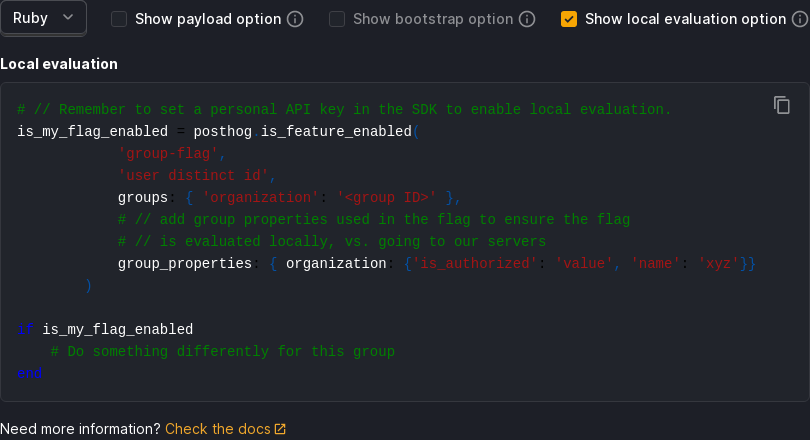 Ruby Show payload option Show bootstrap option Show local evaluation option
Local evaluation
# // Remember to set a personal API key in the SDK to enable local evaluation.
is_my_flag_enabled = posthog.is_feature_enabled(
            'group-flag',
            'user distinct id',
            groups: { 'organization': '<group ID>' },
            # // add group properties used in the flag to ensure the flag
            # // is evaluated locally, vs. going to our servers
            group_properties: { organization: {'is_authorized': 'value', 'name': 'xyz'}}
        )
if is_my_flag_enabled
    # Do something differently for this group
end
Need more information? Check the docs